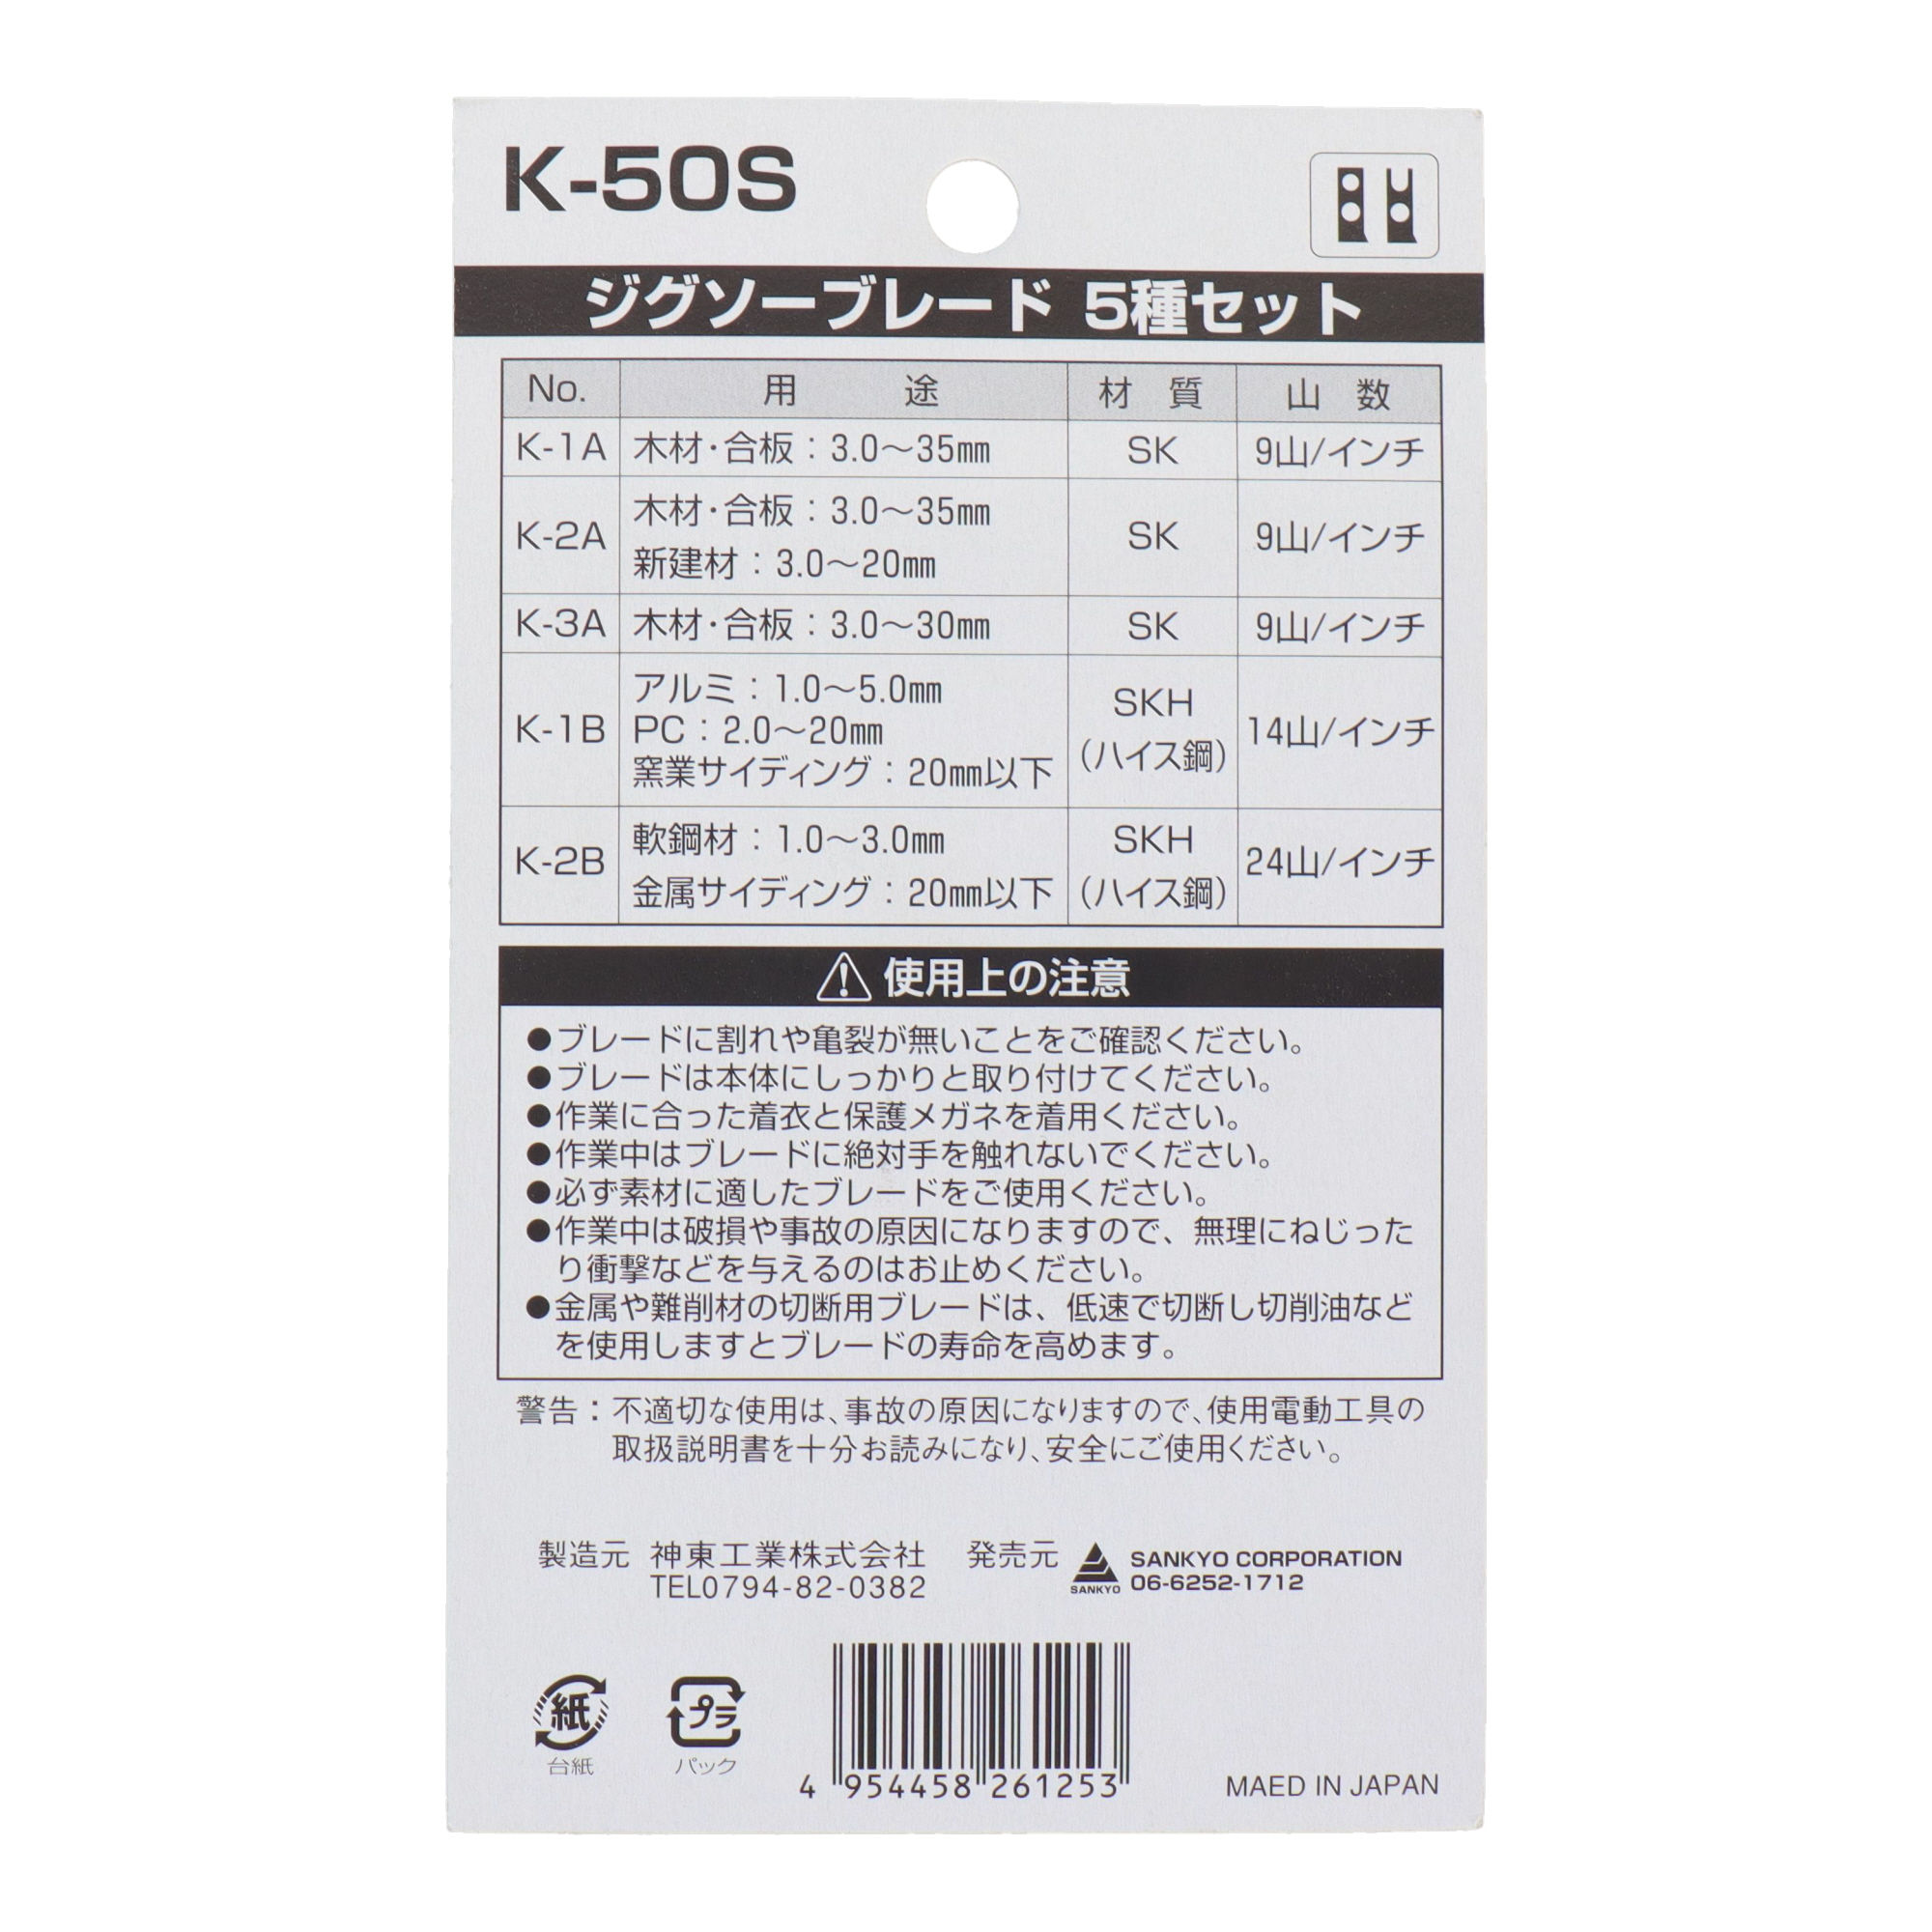 K-50S
ジグソーブレード 5種セット
No. 用途 材質 山数
K-1A 木材・合板：3.0～35㎜ SK 9山/インチ
K-2A 木材・合板：3.0～35㎜ SK 9山/インチ
新建材：3.0～20㎜
K-3A 木材・合板：3.0～30㎜ SK 9山/インチ
K-1B アルミ：1.0～5.0㎜ SKH 14山/インチ
PC：2.0～20㎜ (ハイス鋼)
窯業サイディング：20㎜以下
K-2B 軟鋼材：1.0～3.0㎜ SKH 24山/インチ
金属サイディング：20㎜以下 (ハイス鋼)
使用上の注意
●ブレードに割れや亀裂が無いことをご確認ください。
●ブレードは本体にしっかりと取り付けてください。
●作業に合った着衣と保護メガネを着用ください。
●作業中はブレードに絶対手を触れないでください。
●必ず素材に適したブレードをご使用ください。
●作業中は破損や事故の原因になりますので、無理にねじった
り衝撃などを与えるのはお止めください。
●金属や難削材の切断用ブレードは、低速で切断し切削油など
を使用しますとブレードの寿命を高めます。
警告：不適切な使用は、事故の原因になりますので、使用電動工具の
取扱説明書を十分お読みになり、安全にご使用ください。
製造元 神東工業株式会社 発売元 SANKYO CORPORATION
TEL0794-82-0382 SANKYO 06-6252-1712
紙 プラ
台紙 パック
4 954458 261253
MAED IN JAPAN